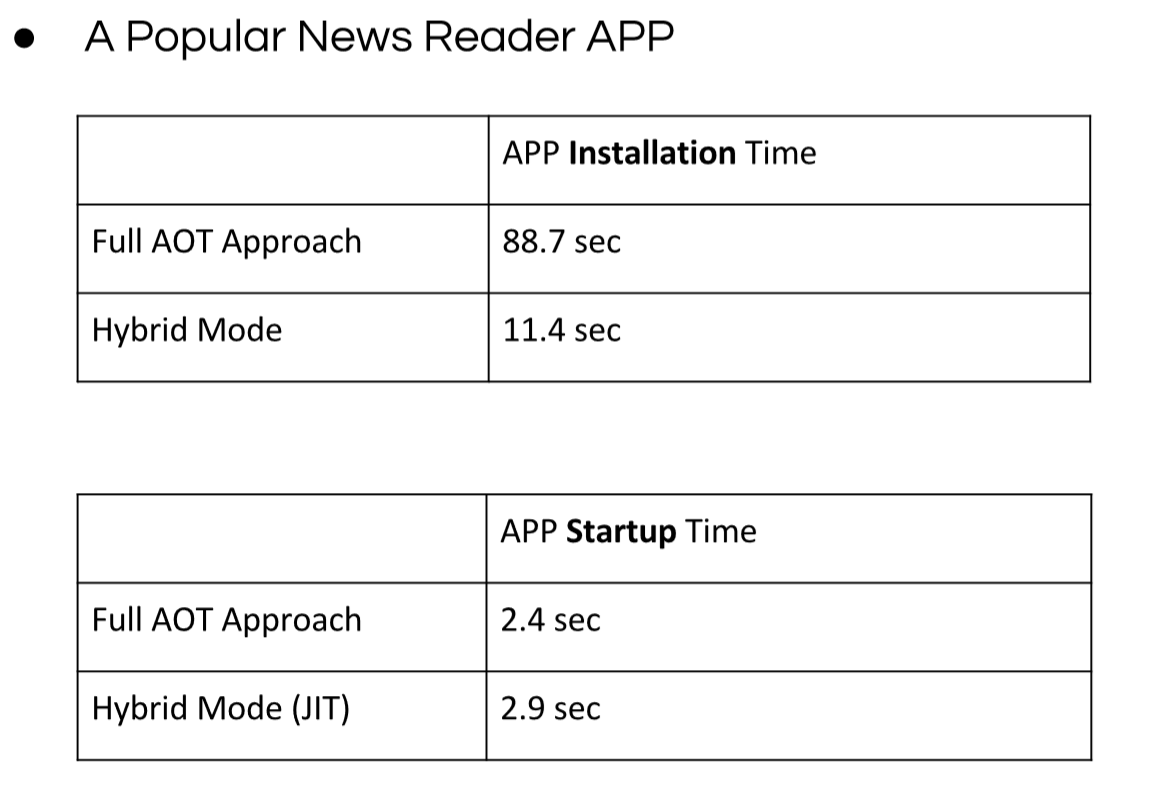 ● A Popular News Reader APP
APP Installation Time
Full AOT Approach 88.7 sec
Hybrid Mode 11.4 sec
APP Startup Time
Full AOT Approach 2.4 sec
Hybrid Mode (JIT) 2.9 sec